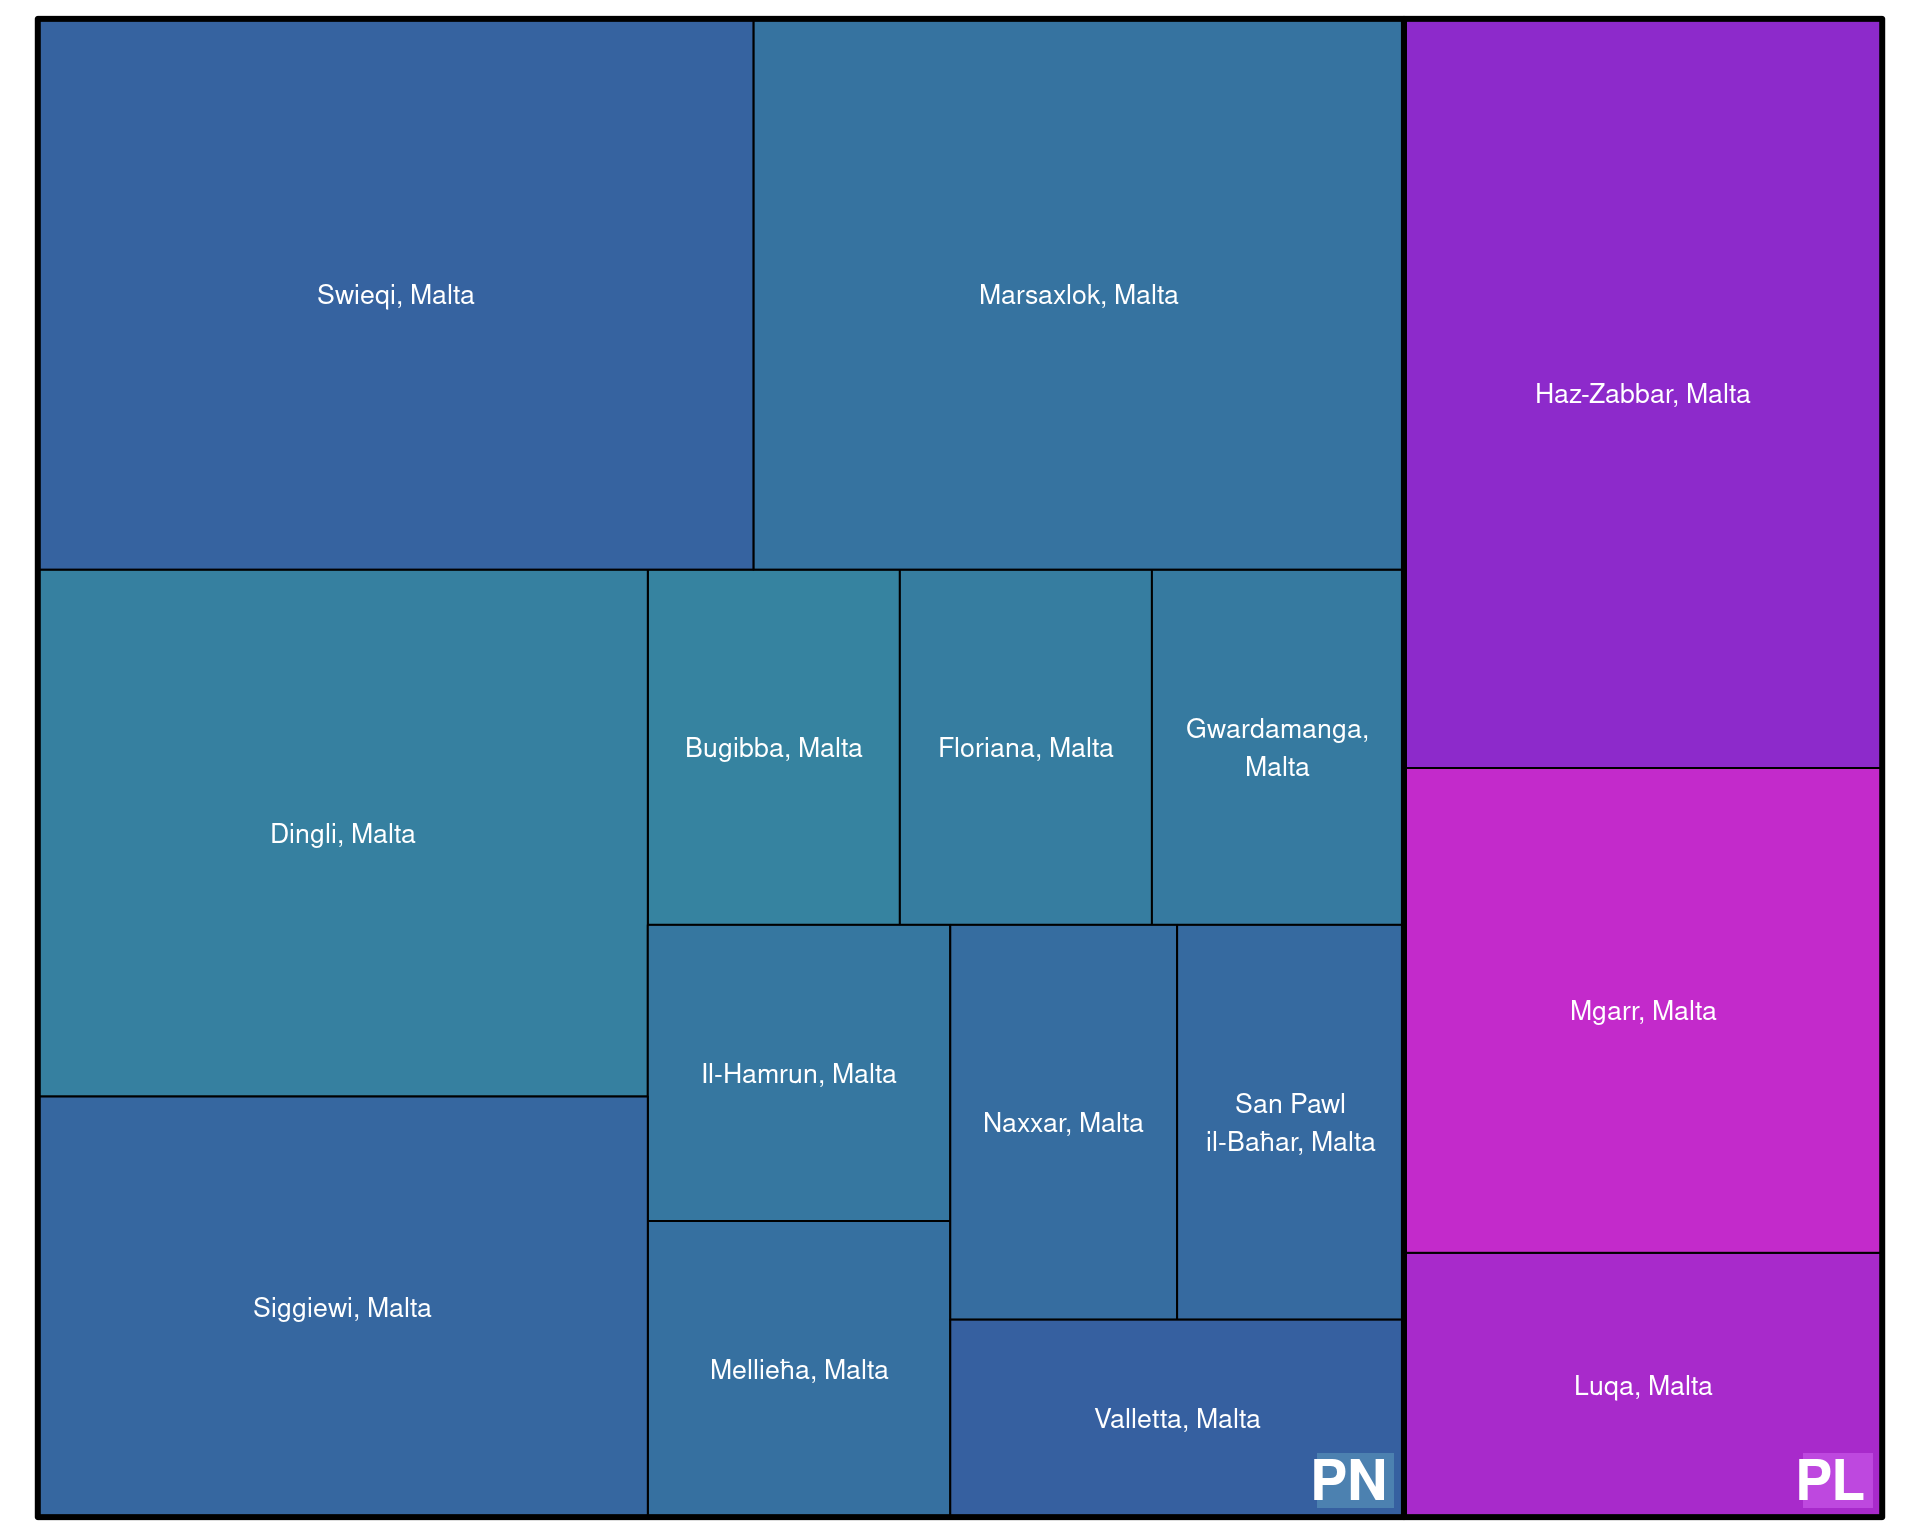 Swieqi, Malta
Marsaxlok, Malta
Haz-Zabbar, Malta
Dingli, Malta
Bugibba, Malta
Floriana, Malta
Gwardamanga,
Malta
Mgarr, Malta
Il-Hamrun, Malta
Naxxar, Malta
San Pawl
il-Baħar, Malta
Siggiewi, Malta
Mellieħa, Malta
Valletta, Malta
Luqa, Malta
PN
PL